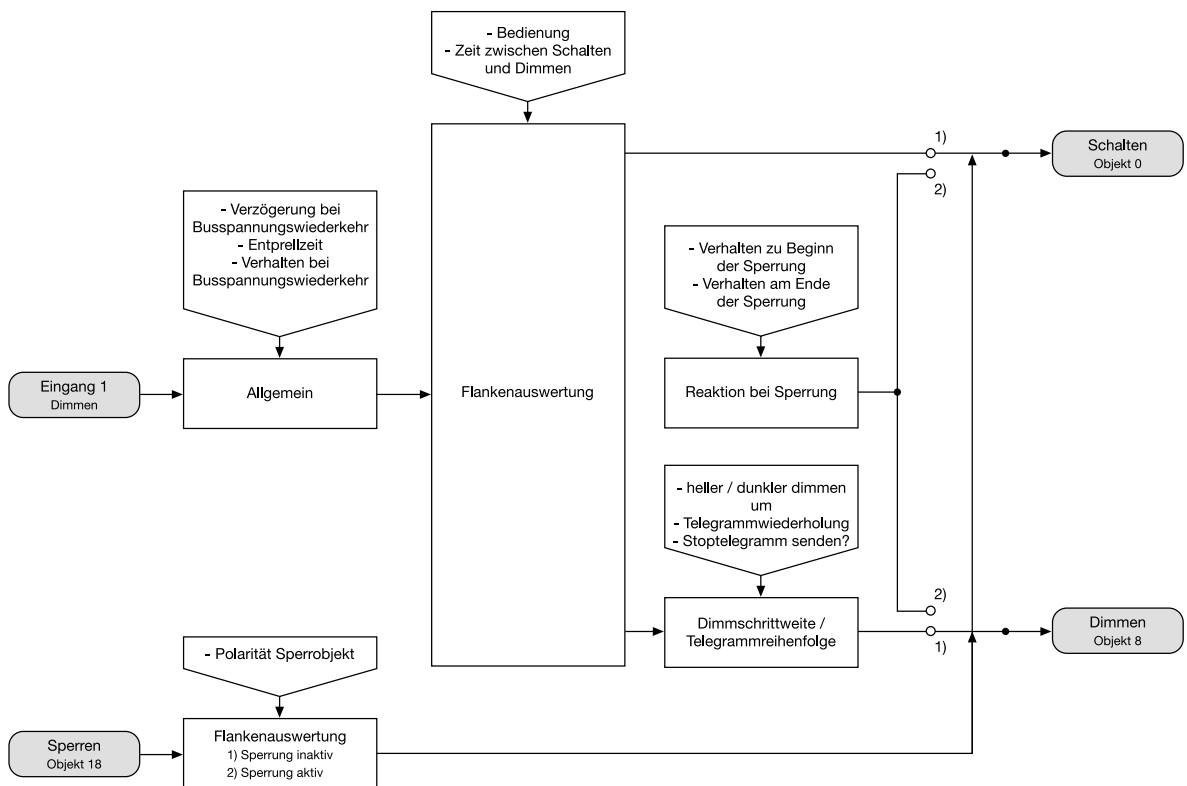 - Bedienung
- Zeit zwischen Schalten
und Dimmen
1)
Schalten
Objekt 0
2)
- Verzögerung bei
Busspannungswiederkehr
- Entprellzeit
- Verhalten bei
Busspannungswiederkehr
- Verhalten zu Beginn
der Sperrung
- Verhalten am Ende
der Sperrung
Eingang 1
Dimmen
Allgemein
Flankenauswertung
Reaktion bei Sperrung
- heller / dunkler dimmen
um
- Telegrammwiederholung
- Stoptelegramm senden?
2)
Dimmschrittweite /
Telegrammreihenfolge
1)
Dimmen
Objekt 8
- Polarität Sperrobjekt
Sperren
Objekt 18
Flankenauswertung
1) Sperrung inaktiv
2) Sperrung aktiv